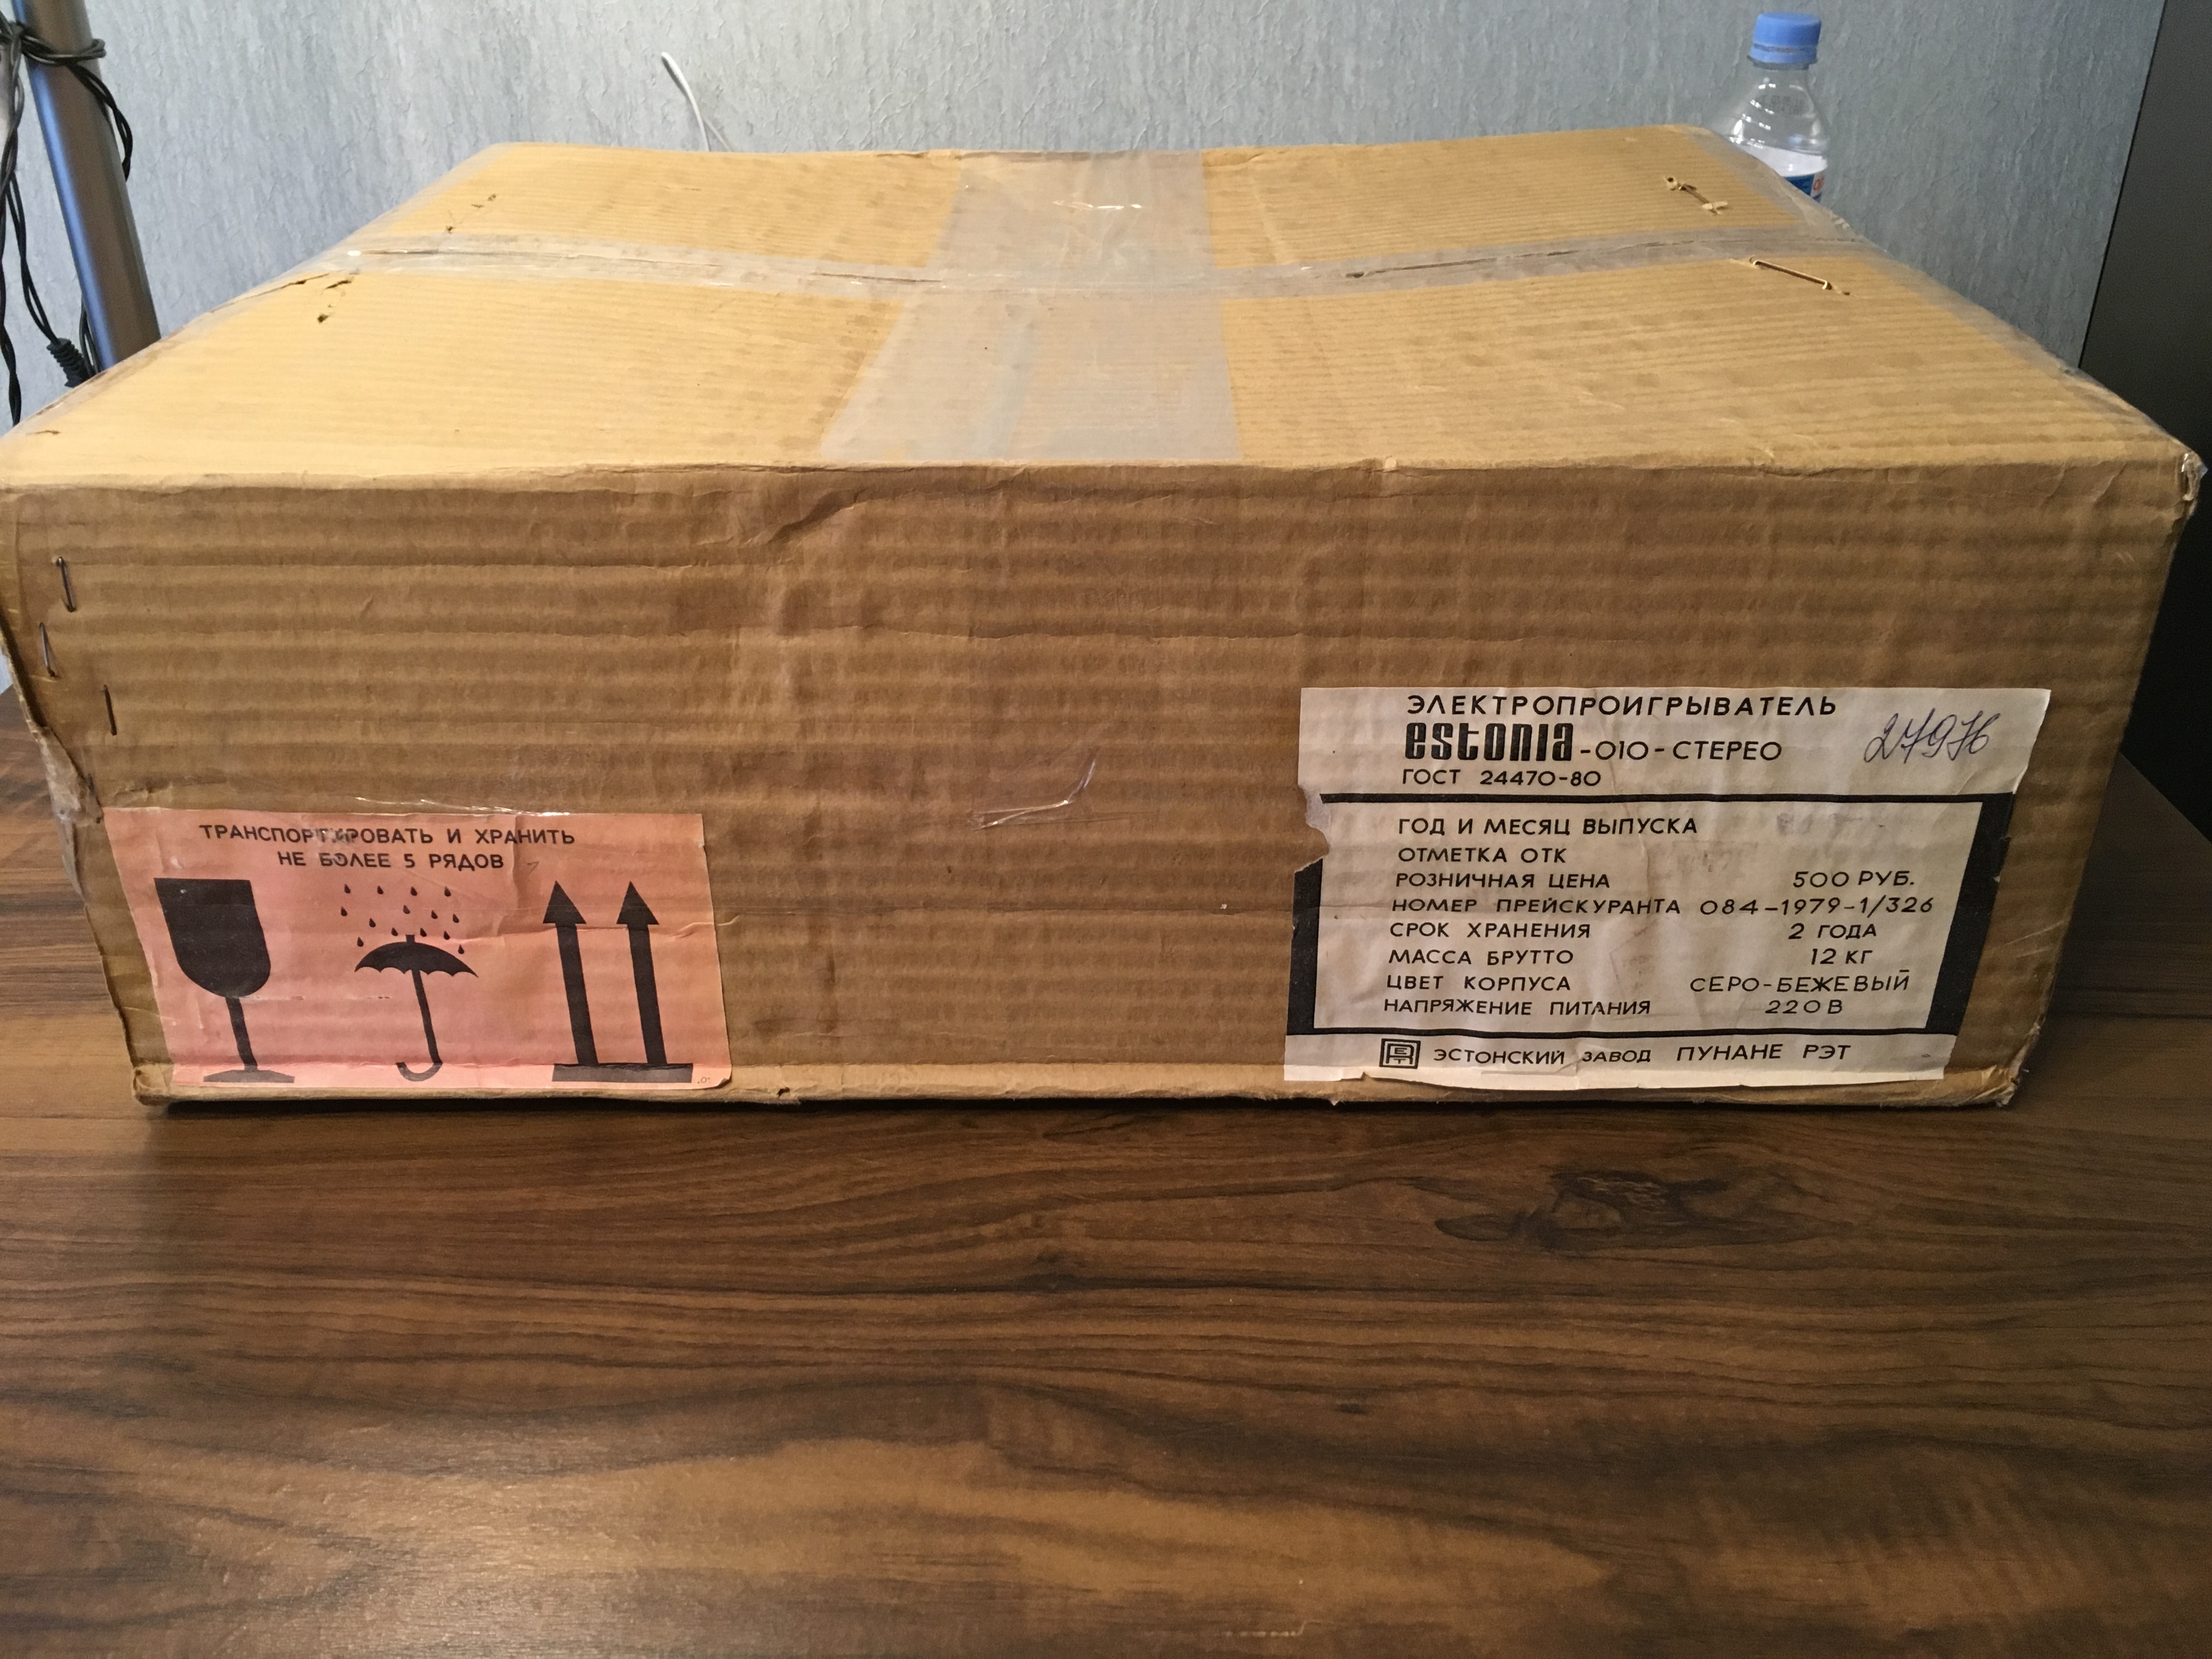 ТРАНСПОРТИРОВАТЬ И ХРАНИТЬ
НЕ БОЛЕЕ 5 РЯДОВ
ЭЛЕКТРОПРОИГРЫВАТЕЛЬ
estonia-010-СТЕРЕО
ГОСТ 24470-80
ГОД И МЕСЯЦ ВЫПУСКА
ОТМЕТКА ОТК
РОЗНИЧНАЯ ЦЕНА 500 РУБ.
НОМЕР ПРЕЙСКУРАНТА 084-1979-1/326
СРОК ХРАНЕНИЯ 2 ГОДА
МАССА БРУТТО 12 КГ
ЦВЕТ КОРПУСА СЕРО-БЕЖЕВЫЙ
НАПРЯЖЕНИЕ ПИТАНИЯ 220 В
ЭСТОНСКИЙ ЗАВОД ПУНАНЕ РЭТ